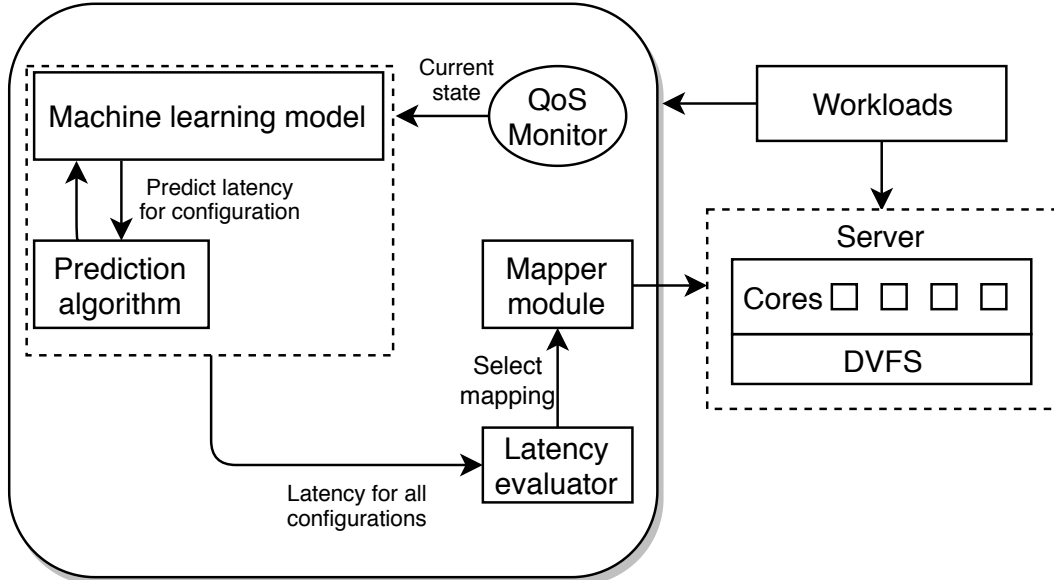 Current
state
QoS
Monitor
Machine learning model
Workloads
Predict latency
for configuration
Prediction
algorithm
Mapper
module
Server
Cores
DVFS
Select
mapping
Latency
evaluator
Latency for all
configurations